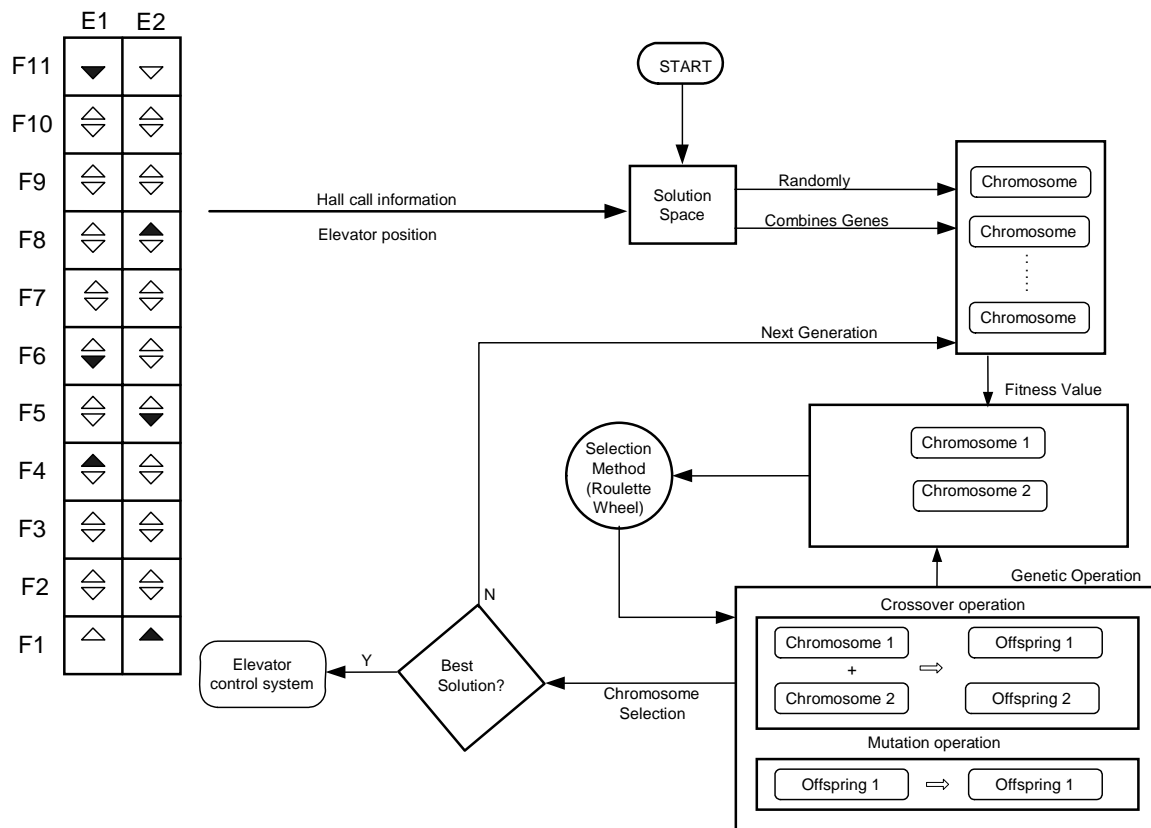 E1 E2
F11
F10
F9
F8
F7
F6
F5
F4
F3
F2
F1
START
Hall call information
Elevator position
Solution
Space
Randomly
Combines Genes
Chromosome
Chromosome
Chromosome
Next Generation
Fitness Value
Chromosome 1
Chromosome 2
Selection
Method
(Roulette
Wheel)
Genetic Operation
Crossover operation
Chromosome 1
+
Chromosome 2
Offspring 1
Offspring 2
Mutation operation
Offspring 1
Offspring 1
Chromosome
Selection
Best
Solution?
N
Y
Elevator
control system